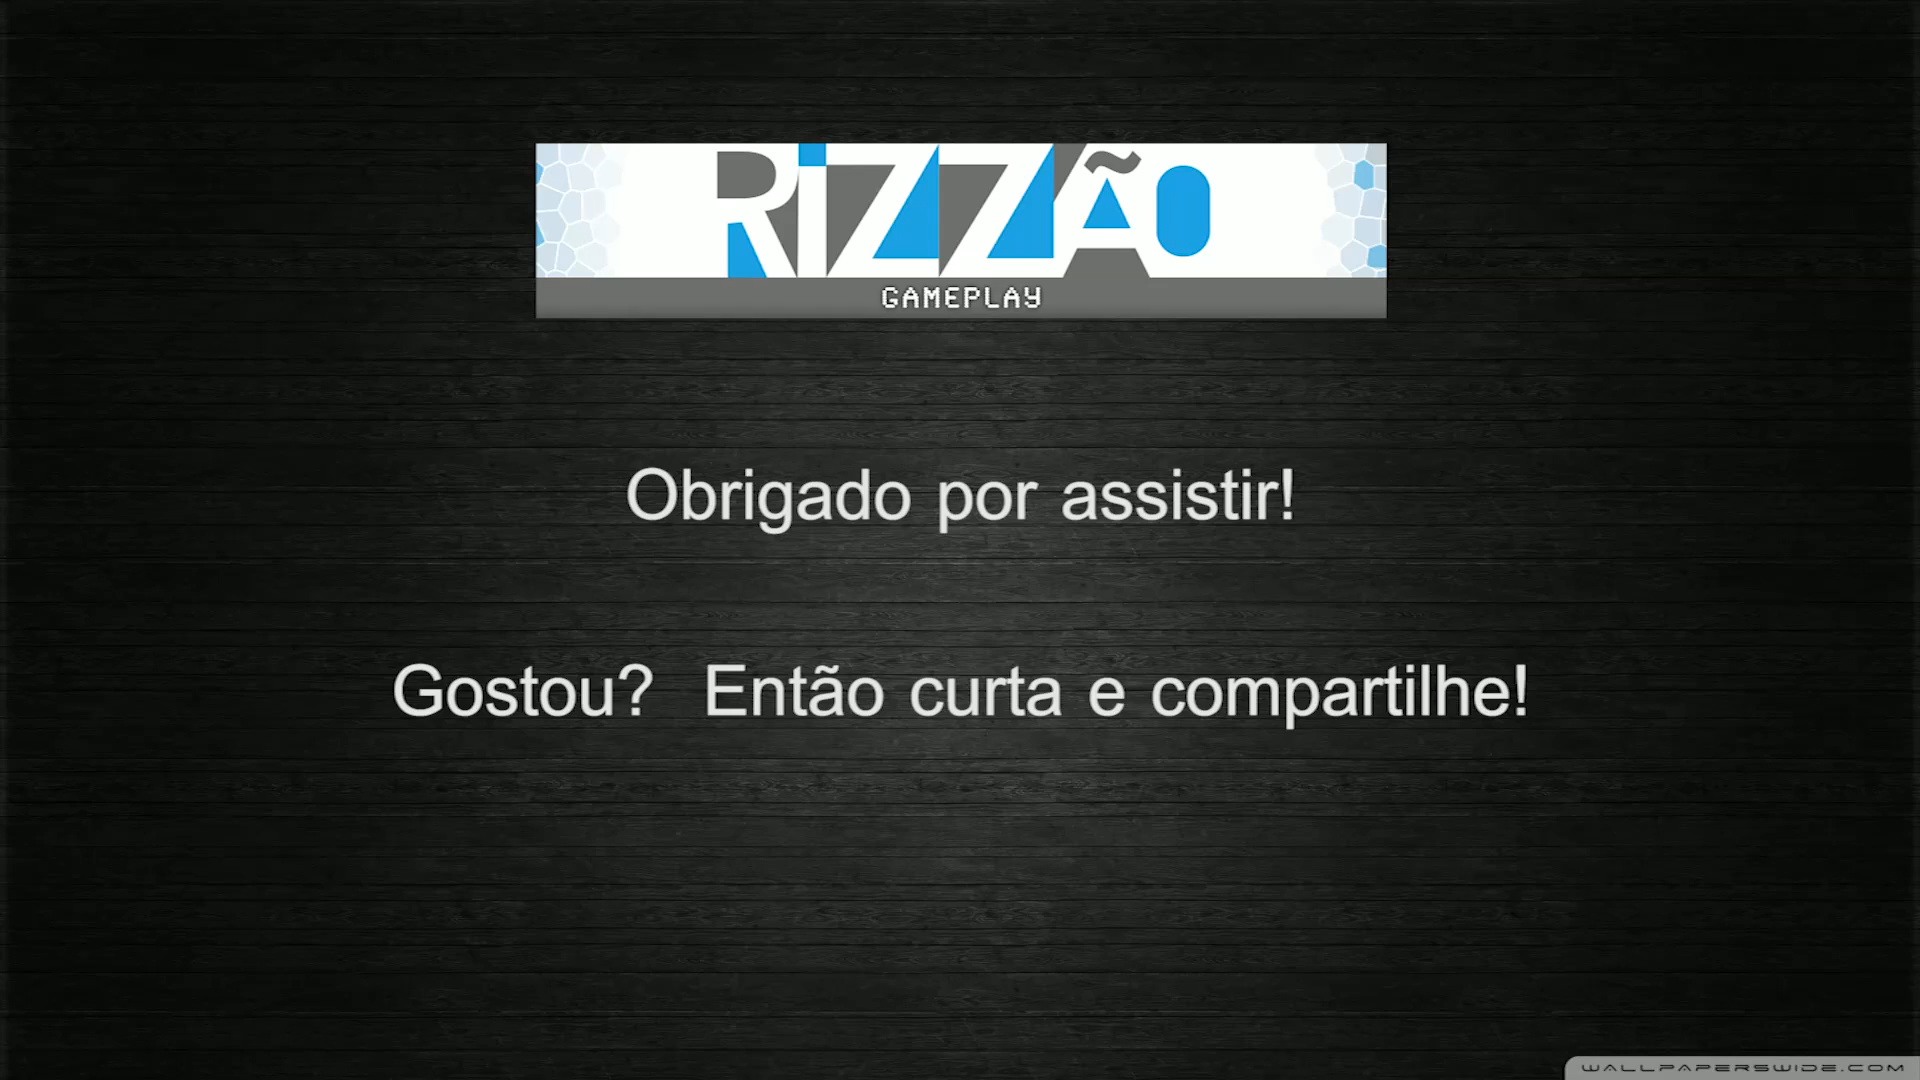 RiZZÃO
GAMEPLAY
Obrigado por assistir!
Gostou? Então curta e compartilhe!
WALLPAPERSWIDE.COM